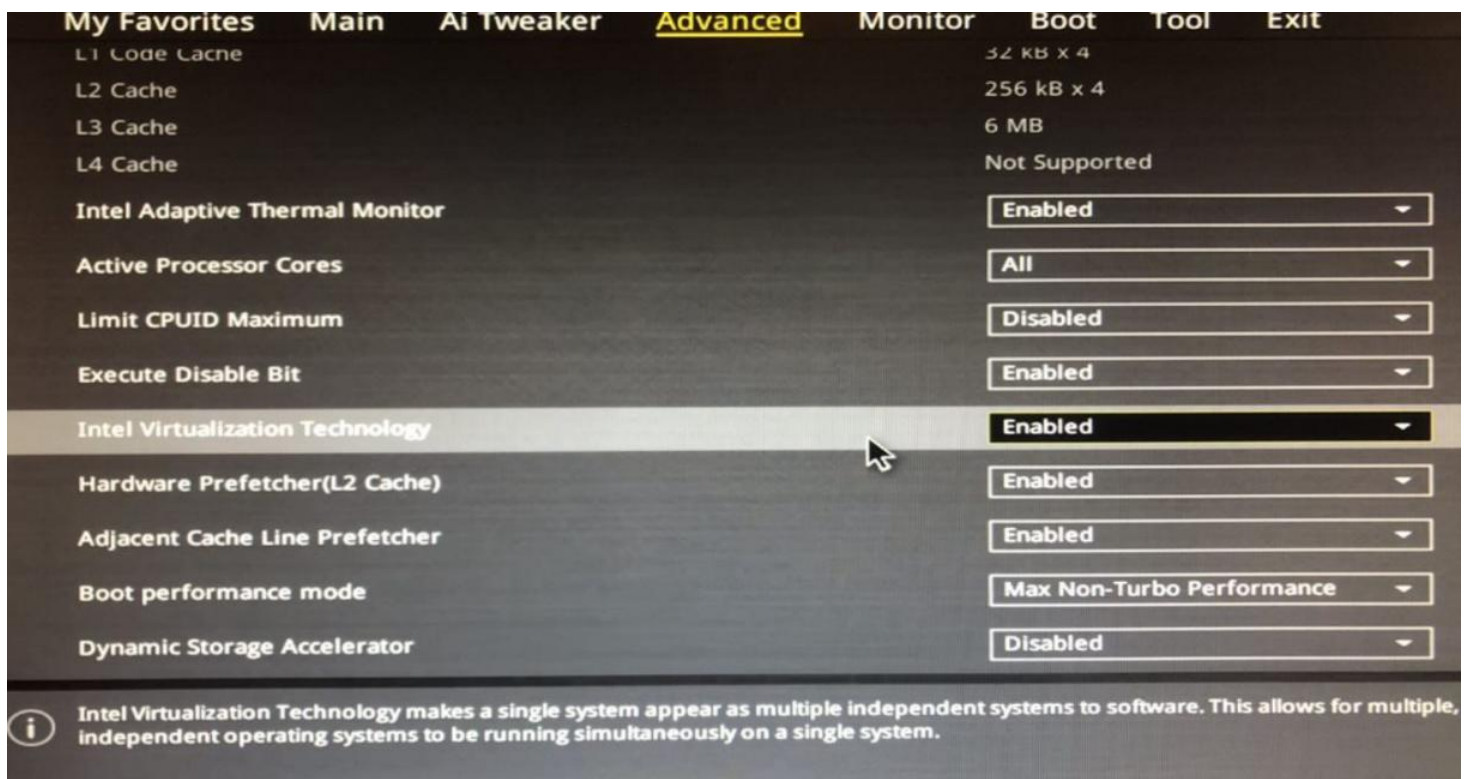 My Favorites Main Ai Tweaker Advanced Monitor Boot Tool Exit
L1 Code Cache 32 kB x 4
L2 Cache 256 kB x 4
L3 Cache 6 MB
L4 Cache Not Supported
Intel Adaptive Thermal Monitor Enabled
Active Processor Cores All
Limit CPUID Maximum Disabled
Execute Disable Bit Enabled
Intel Virtualization Technology Enabled
Hardware Prefetcher(L2 Cache) Enabled
Adjacent Cache Line Prefetcher Enabled
Boot performance mode Max Non-Turbo Performance
Dynamic Storage Accelerator Disabled
Intel Virtualization Technology makes a single system appear as multiple independent systems to software. This allows for multiple,
independent operating systems to be running simultaneously on a single system.